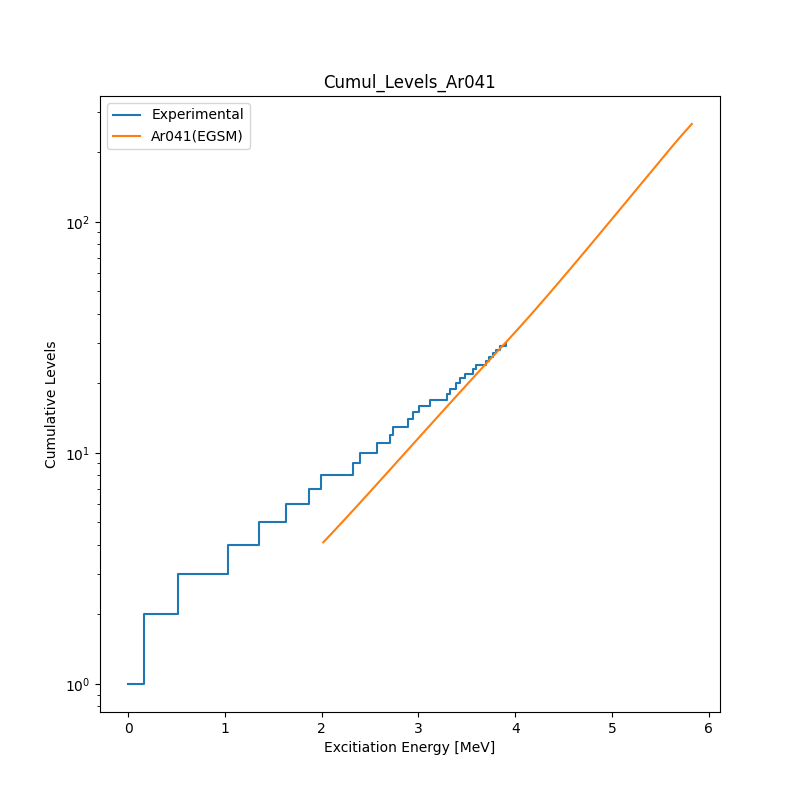 Cumul_Levels_Ar041
Experimental
Ar041(EGSM)
Cumulative Levels
10²
10¹
10⁰
0 1 2 3 4 5 6
Excitiation Energy [MeV]